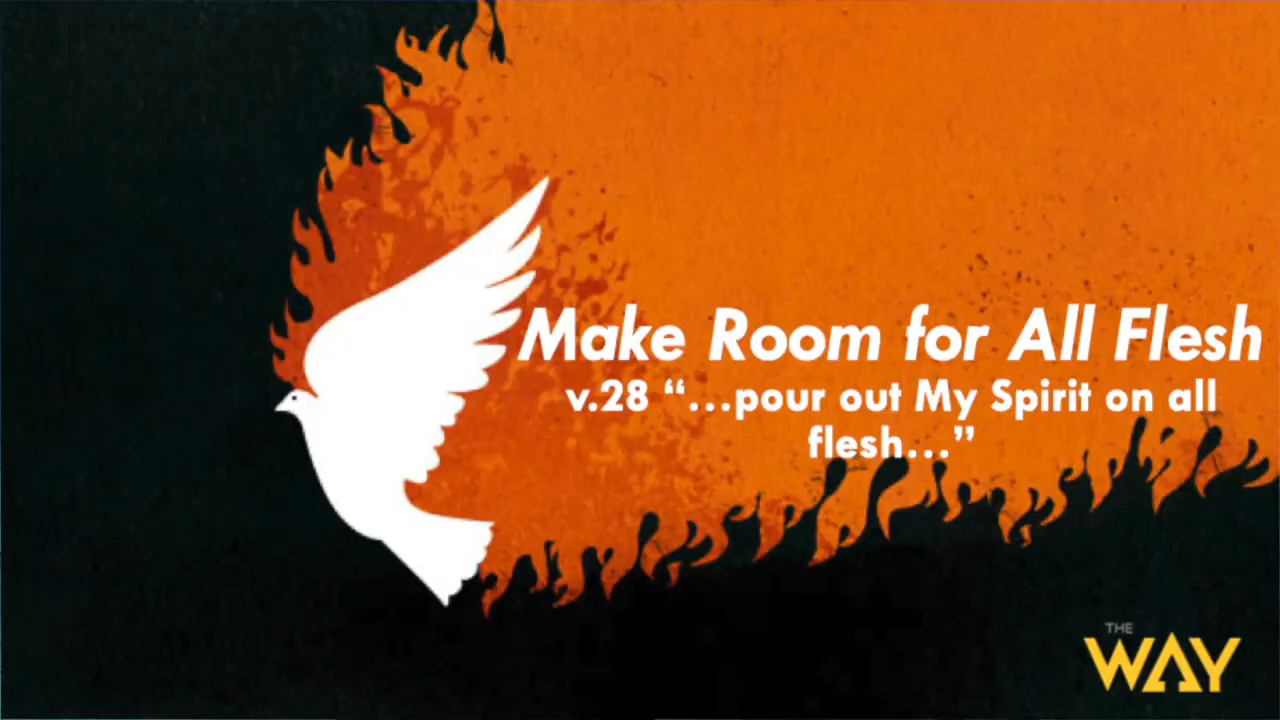 Make Room for All Flesh
v.28 “...pour out My Spirit on all
flesh...”
THE
WAY